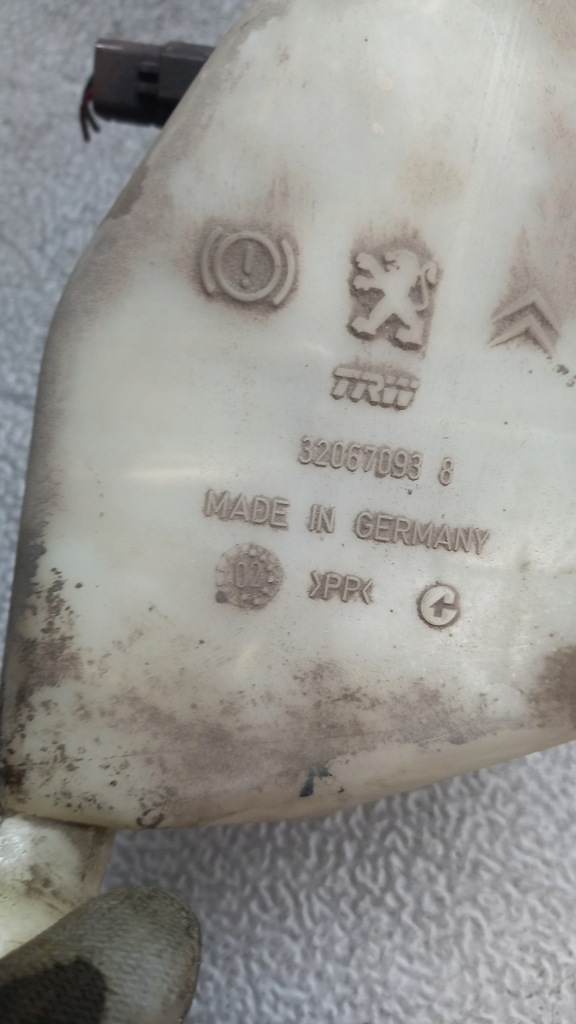 TRW
32067093 8
MADE IN GERMANY
02 >PP<